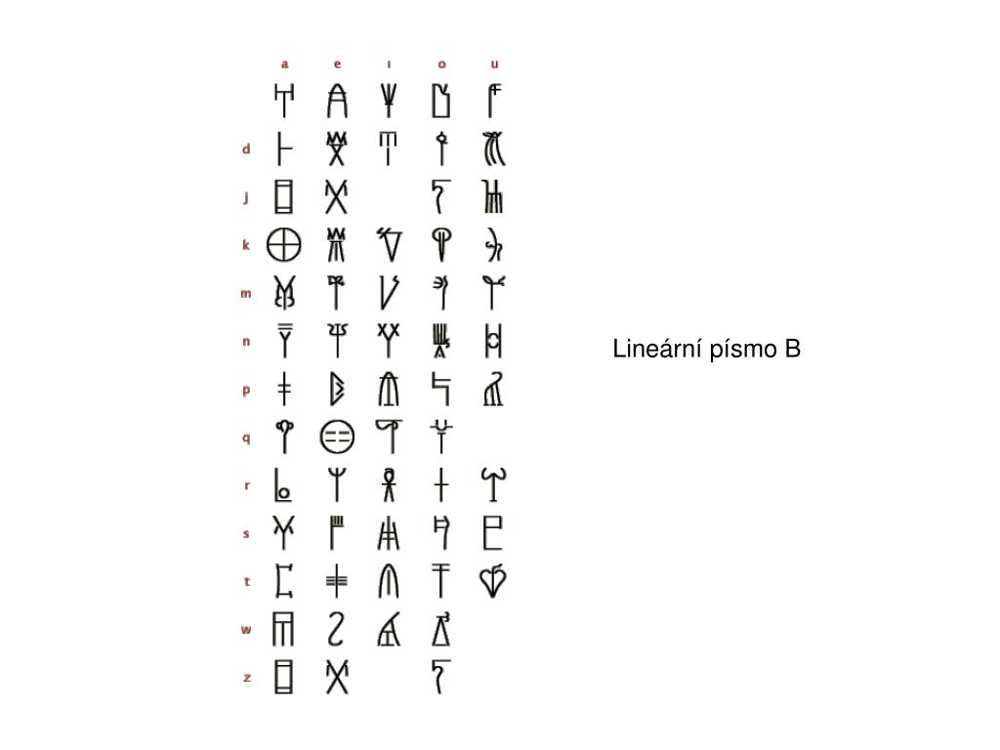 a e ı o u
𐀀 𐀁 𐀂 𐀃 𐀄
d 𐀅 𐀆 𐀇 𐀈 𐀉
j 𐀊 𐀋 𐀍 𐀎
k 𐀏 𐀐 𐀑 𐀒 𐀓
m 𐀔 𐀕 𐀖 𐀗 𐀘
n 𐀙 𐀚 𐀛 𐀜 𐀝
Lineární písmo B
p 𐀞 𐀟 𐀠 𐀡 𐀢
q 𐀣 𐀤 𐀥 𐀦
r 𐀨 𐀩 𐀪 𐀫 𐀬
s 𐀭 𐀮 𐀯 𐀰 𐀱
t 𐀲 𐀳 𐀴 𐀵 𐀶
w 𐀷 𐀸 𐀹 𐀺
z 𐀊 𐀋 𐀍